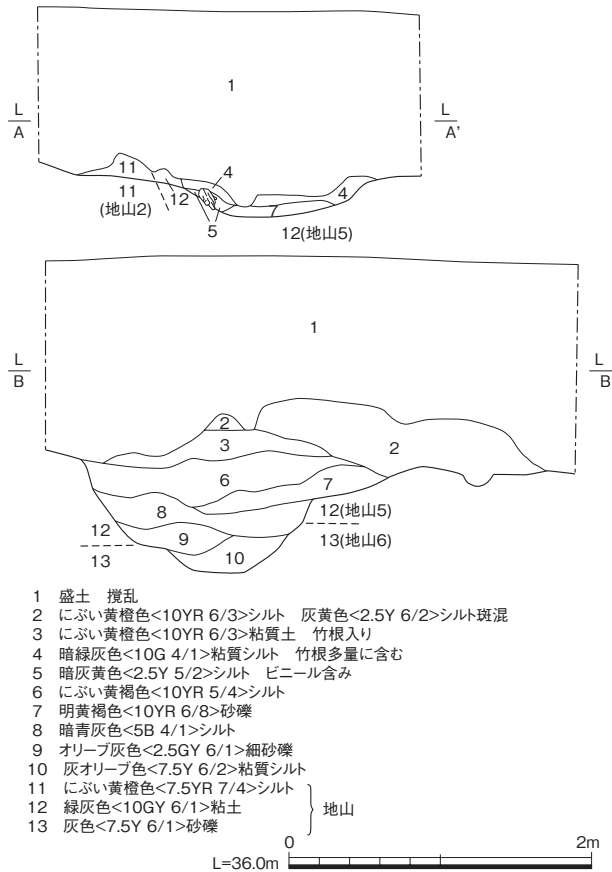 1
L
A
L
A'
11
4
12
4
11
(地山2)
5
12(地山5)
1
L
B
L
B
2
3
2
6
7
8
12(地山5)
12
9
13(地山6)
13
10
1 盛土 撹乱
2 にぶい黄橙色<10YR 6/3>シルト 灰黄色<2.5Y 6/2>シルト斑混
3 にぶい黄橙色<10YR 6/3>粘質土 竹根入り
4 暗緑灰色<10G 4/1>粘質シルト 竹根多量に含む
5 暗灰黄色<2.5Y 5/2>シルト ビニール含み
6 にぶい黄褐色<10YR 5/4>シルト
7 明黄褐色<10YR 6/8>砂礫
8 暗青灰色<5B 4/1>シルト
9 オリーブ灰色<2.5GY 6/1>細砂礫
10 灰オリーブ色<7.5Y 6/2>粘質シルト
11 にぶい黄橙色<7.5YR 7/4>シルト
12 緑灰色<10GY 6/1>粘土 地山
13 灰色<7.5Y 6/1>砂礫
0 2m
L=36.0m